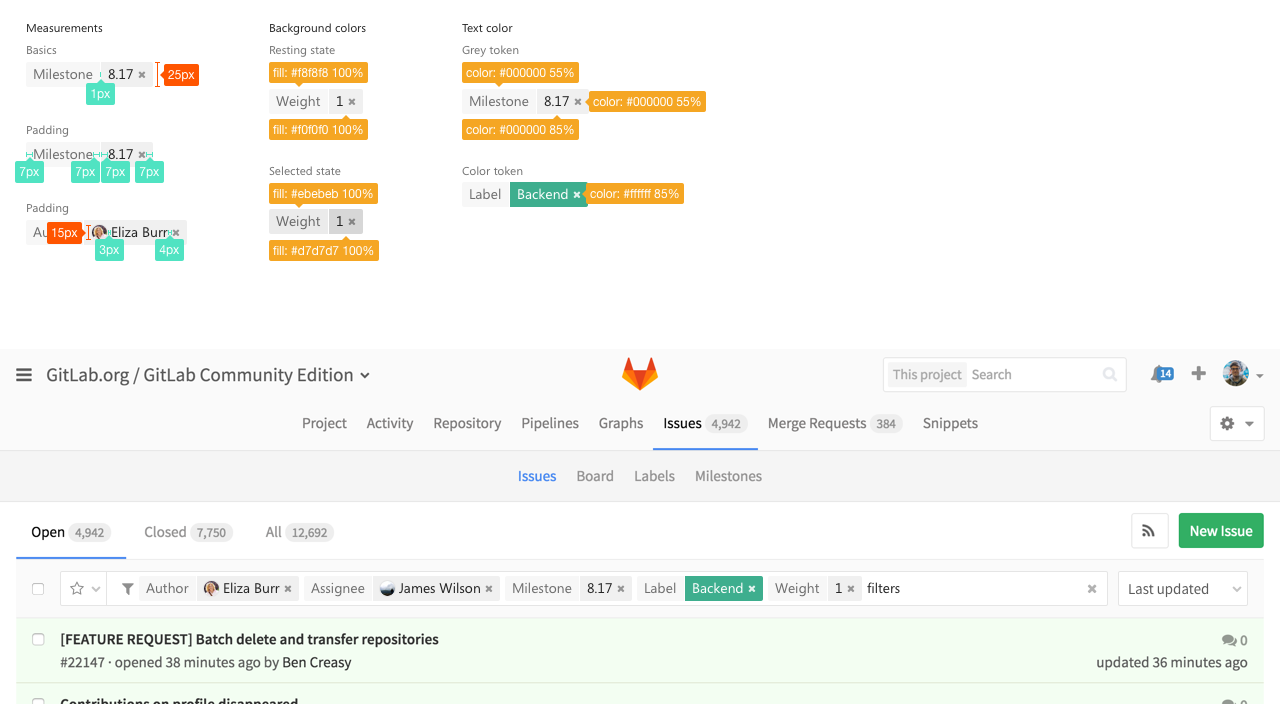 Measurements
Basics
Milestone 8.17 × 25px
1px
Padding
Milestone 8.17 ×
7px 7px 7px 7px
Padding
Au 15px Eliza Burr ×
3px 4px
Background colors
Resting state
fill: #f8f8f8 100%
Weight 1 ×
fill: #f0f0f0 100%
Selected state
fill: #ebebeb 100%
Weight 1 ×
fill: #d7d7d7 100%
Text color
Grey token
color: #000000 55%
Milestone 8.17 × color: #000000 55%
color: #000000 85%
Color token
Label Backend × color: #ffffff 85%
GitLab.org / GitLab Community Edition
This project Search
14
Project Activity Repository Pipelines Graphs Issues 4,942 Merge Requests 384 Snippets
Issues Board Labels Milestones
Open 4,942 Closed 7,750 All 12,692
New Issue
Author Eliza Burr × Assignee James Wilson × Milestone 8.17 × Label Backend × Weight 1 × filters × Last updated
[FEATURE REQUEST] Batch delete and transfer repositories 0
#22147 · opened 38 minutes ago by Ben Creasy updated 36 minutes ago
Contributions on profile disappeared 0